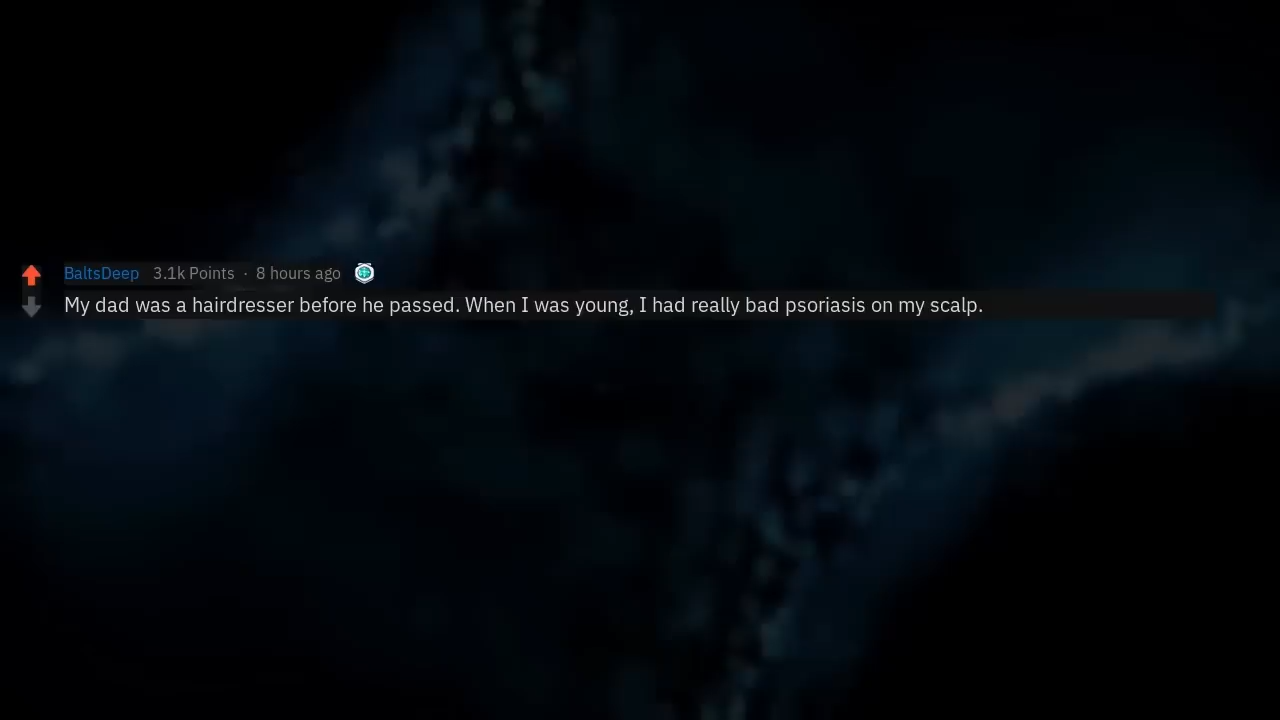 BaltsDeep 3.1k Points · 8 hours ago
My dad was a hairdresser before he passed. When I was young, I had really bad psoriasis on my scalp.